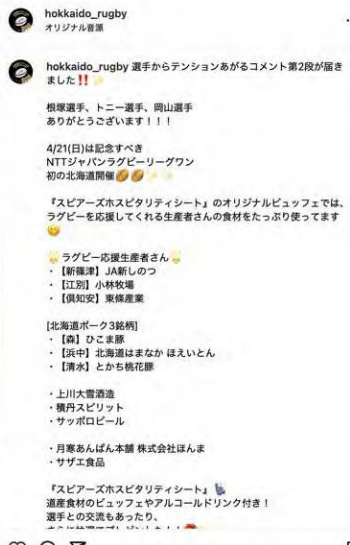 hokkaido_rugby
オリジナル音源
hokkaido_rugby 選手からテンションあがるコメント第2段が届き
ました‼️✨
根塚選手、トニー選手、岡山選手
ありがとうございます！！！
4/21(日)は記念すべき
NTTジャパンラグビーリーグワン
初の北海道開催🏉🏉✨✨
『スピアーズホスピタリティシート』のオリジナルビュッフェでは、
ラグビーを応援してくれる生産者さんの食材をたっぷり使ってます
😋
ラグビー応援生産者さん
・【新篠津】JA新しのつ
・【江別】小林牧場
・【倶知安】東條産業
[北海道ポーク3銘柄]
・【森】ひこま豚
・【浜中】北海道はまなか ほえいとん
・【清水】とかち桃花豚
・上川大雪酒造
・積丹スピリット
・サッポロビール
・月寒あんぱん本舗 株式会社ほんま
・サザエ食品
『スピアーズホスピタリティシート』
道産食材のビュッフェやアルコールドリンク付き！
選手との交流もあったり、